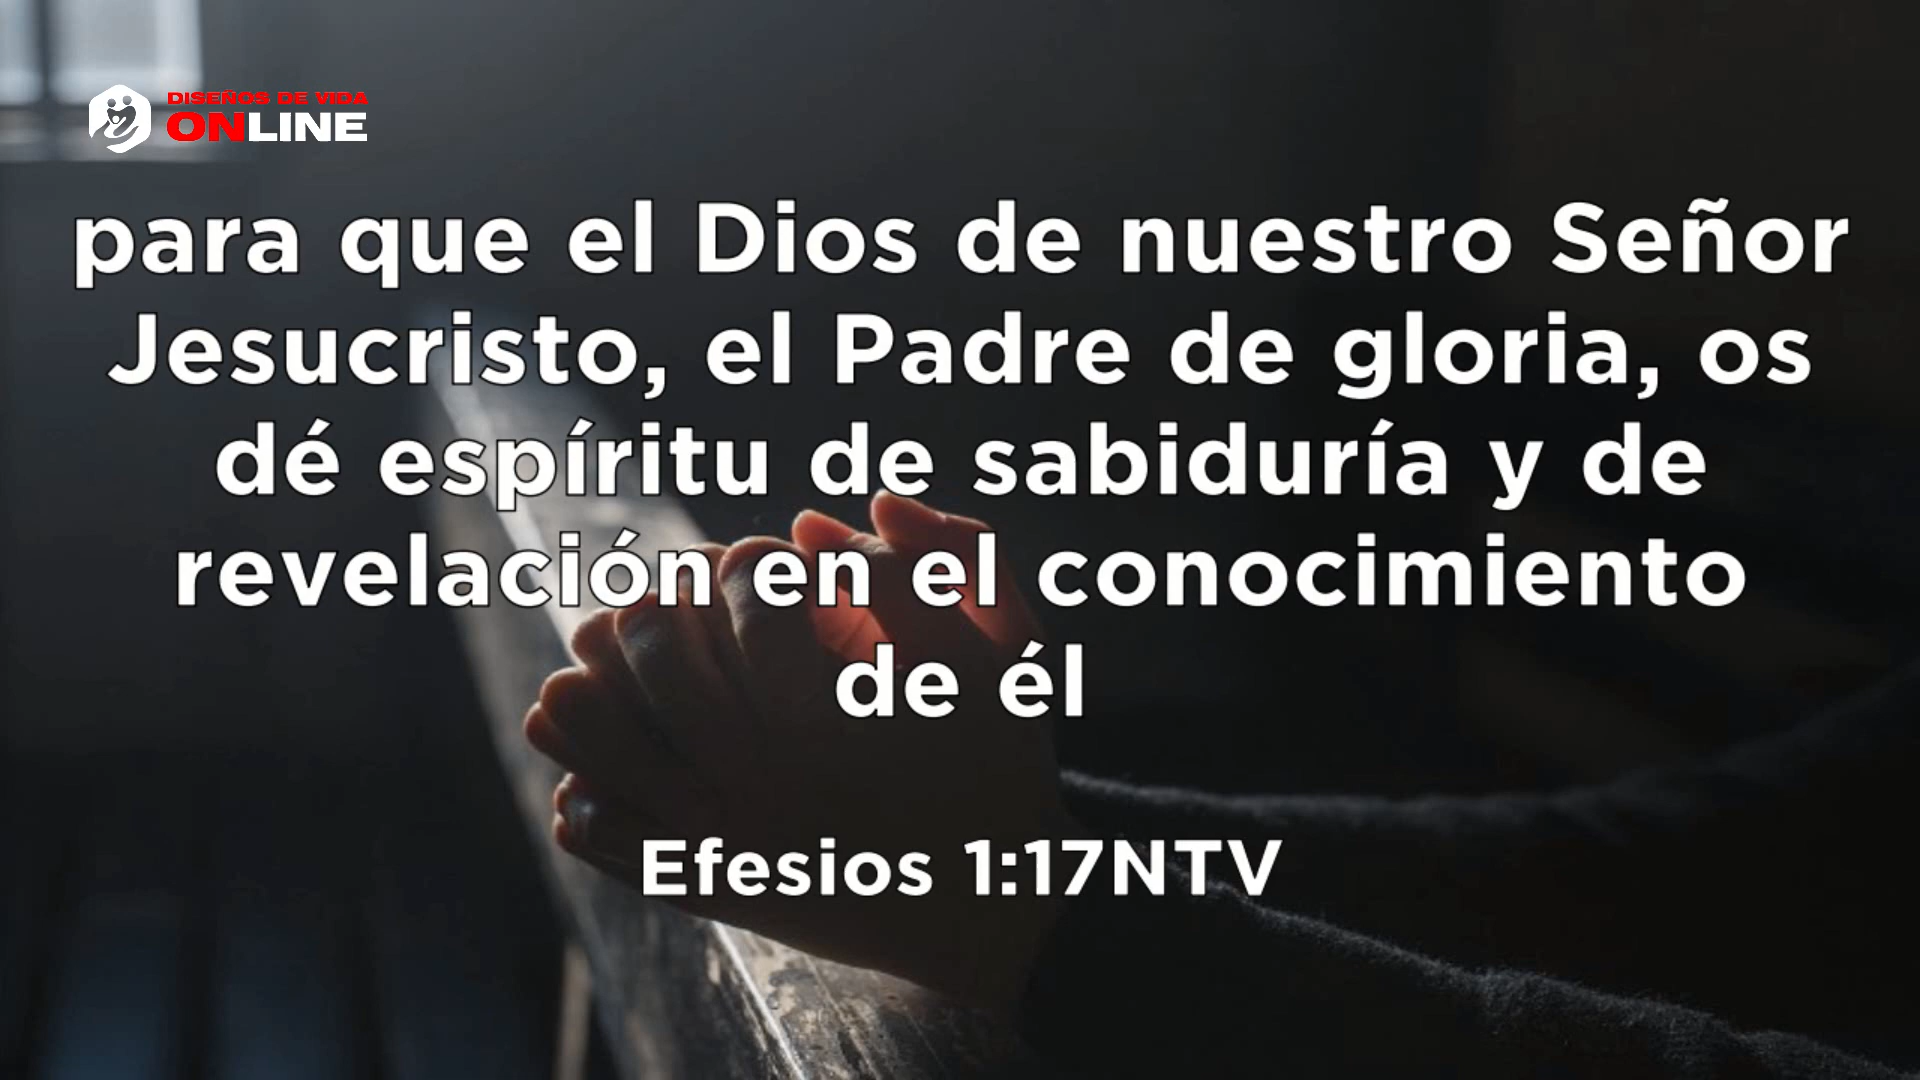 DISEÑOS DE VIDA
ONLINE
para que el Dios de nuestro Señor
Jesucristo, el Padre de gloria, os
dé espíritu de sabiduría y de
revelación en el conocimiento
de él
Efesios 1:17NTV